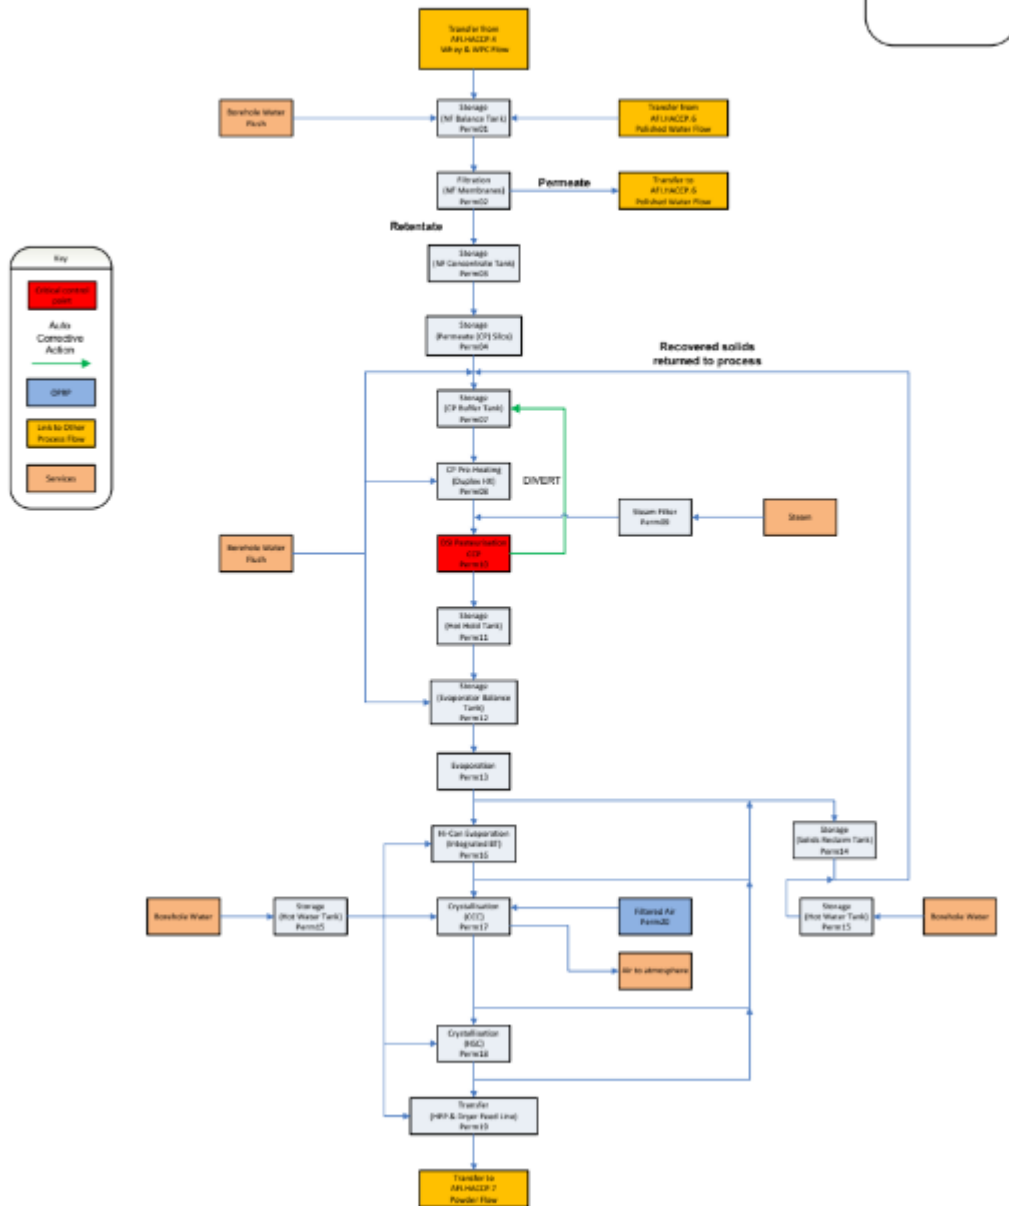 Transfer from
AFI.HACCP.4
Whey & WPC Flow
Borehole Water
Flush
Storage
(NF Balance Tank)
Perm01
Transfer from
AFI.HACCP.6
Polished Water Flow
Filtration
(NF Membranes)
Perm02
Permeate
Transfer to
AFI.HACCP.6
Polished Water Flow
Retentate
Key
Critical control
point
Auto
Corrective
Action
OPRP
Link to Other
Process Flow
Services
Storage
(NF Concentrate Tank)
Perm03
Storage
(Permeate (CP) Silos)
Perm04
Recovered solids
returned to process
Storage
(CP Buffer Tank)
Perm07
CP Pre Heating
(Duplex HX)
Perm08
DIVERT
Steam Filter
Perm09
Steam
Borehole Water
Flush
DSI Pasteurisation
CCP
Perm10
Storage
(Hot Hold Tank)
Perm11
Storage
(Evaporator Balance
Tank)
Perm12
Evaporation
Perm13
Storage
(Solids Reclaim Tank)
Perm14
Hi-Con Evaporation
(Integrated BT)
Perm16
Borehole Water
Storage
(Hot Water Tank)
Perm15
Crystallisation
Perm17
Filtered Air
Perm20
Storage
(Hot Water Tank)
Perm15
Borehole Water
Air to atmosphere
Crystallisation
Perm18
Transfer
(HPP & Dryer Feed Line)
Perm19
Transfer to
AFI.HACCP.7
Powder Flow